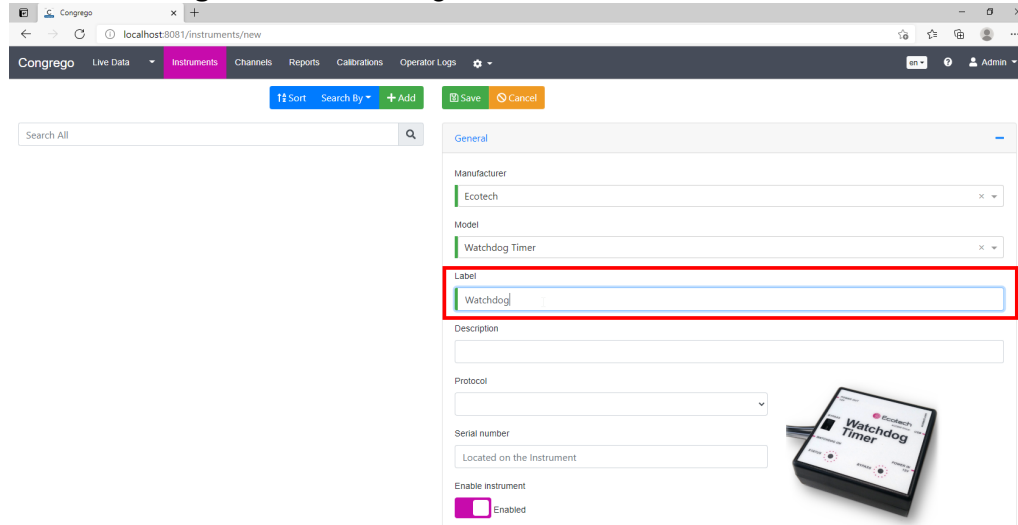 Congrego
localhost:8081/instruments/new
Congrego Live Data Instruments Channels Reports Calibrations Operator Logs en Admin
Sort Search By Add Save Cancel
Search All
General
Manufacturer
Ecotech
Model
Watchdog Timer
Label
Watchdog
Description
Protocol
Serial number
Located on the Instrument
Enable instrument
Enabled
Ecotech
Watchdog
Timer
STATUS
BYPASS